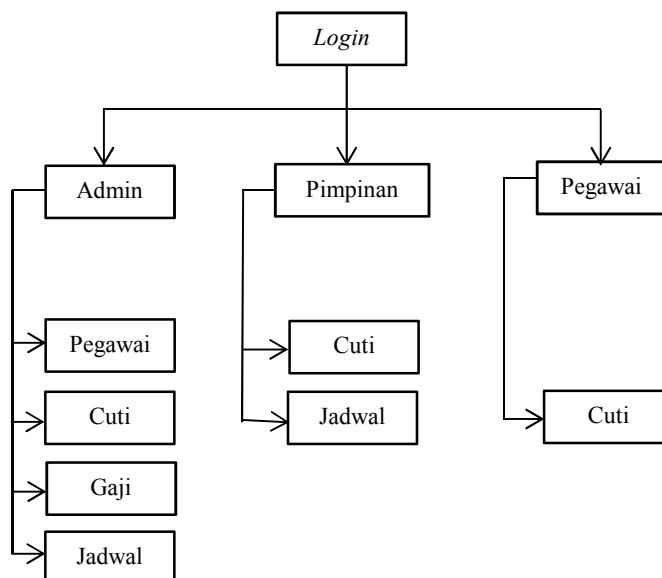 Login
Admin
Pimpinan
Pegawai
Pegawai
Cuti
Gaji
Jadwal
Cuti
Jadwal
Cuti